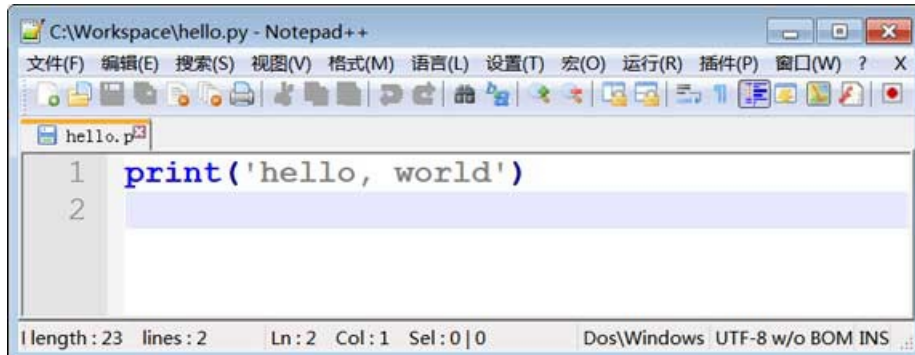 C:\Workspace\hello.py - Notepad++
文件(F) 编辑(E) 搜索(S) 视图(V) 格式(M) 语言(L) 设置(T) 宏(O) 运行(R) 插件(P) 窗口(W) ? X
hello.p
1 print('hello, world')
2
length : 23 lines : 2 Ln : 2 Col : 1 Sel : 0 | 0 Dos\Windows UTF-8 w/o BOM INS